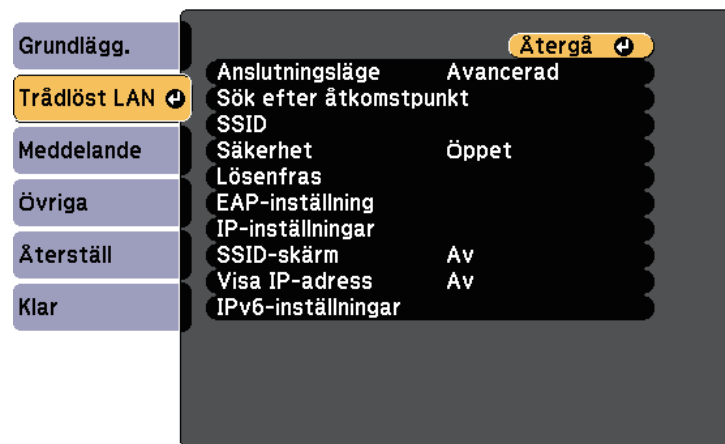 Grundlägg.
Trådlöst LAN
Meddelande
Övriga
Återställ
Klar
Återgå
Anslutningsläge Avancerad
Sök efter åtkomstpunkt
SSID
Säkerhet Öppet
Lösenfras
EAP-inställning
IP-inställningar
SSID-skärm Av
Visa IP-adress Av
IPv6-inställningar